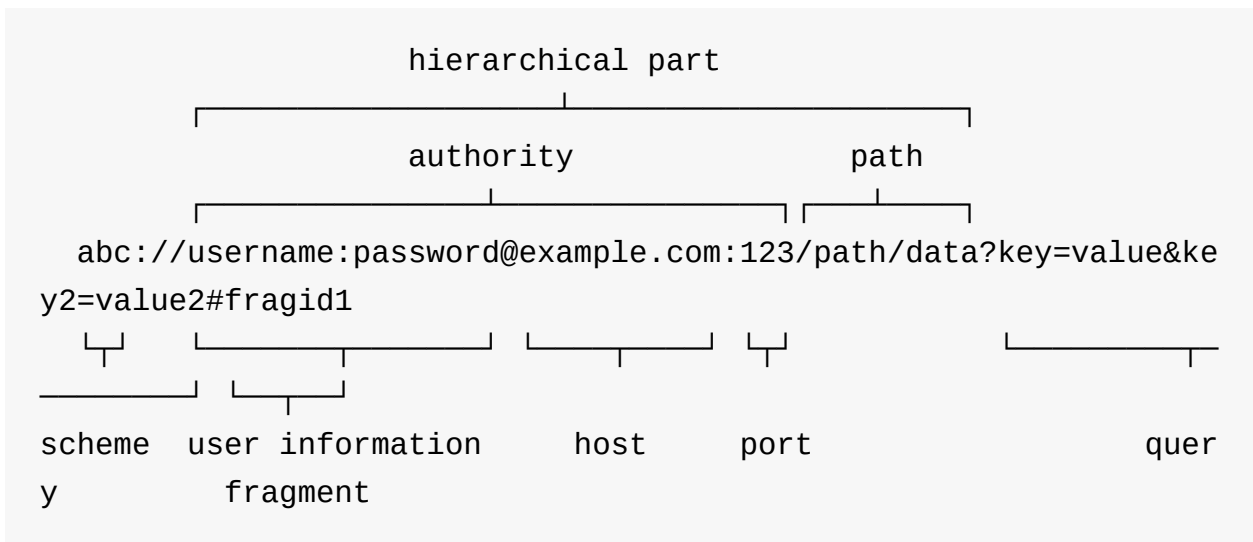 hierarchical part
authority path
abc://username:password@example.com:123/path/data?key=value&ke
y2=value2#fragid1
scheme user information host port quer
y fragment